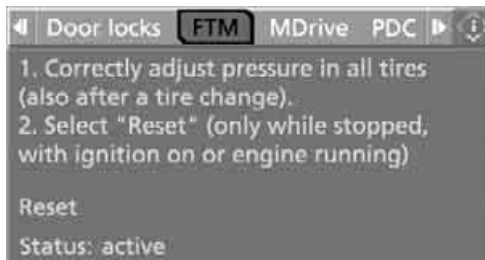 Door locks FTM MDrive PDC
1. Correctly adjust pressure in all tires
(also after a tire change).
2. Select "Reset" (only while stopped,
with ignition on or engine running)
Reset
Status: active